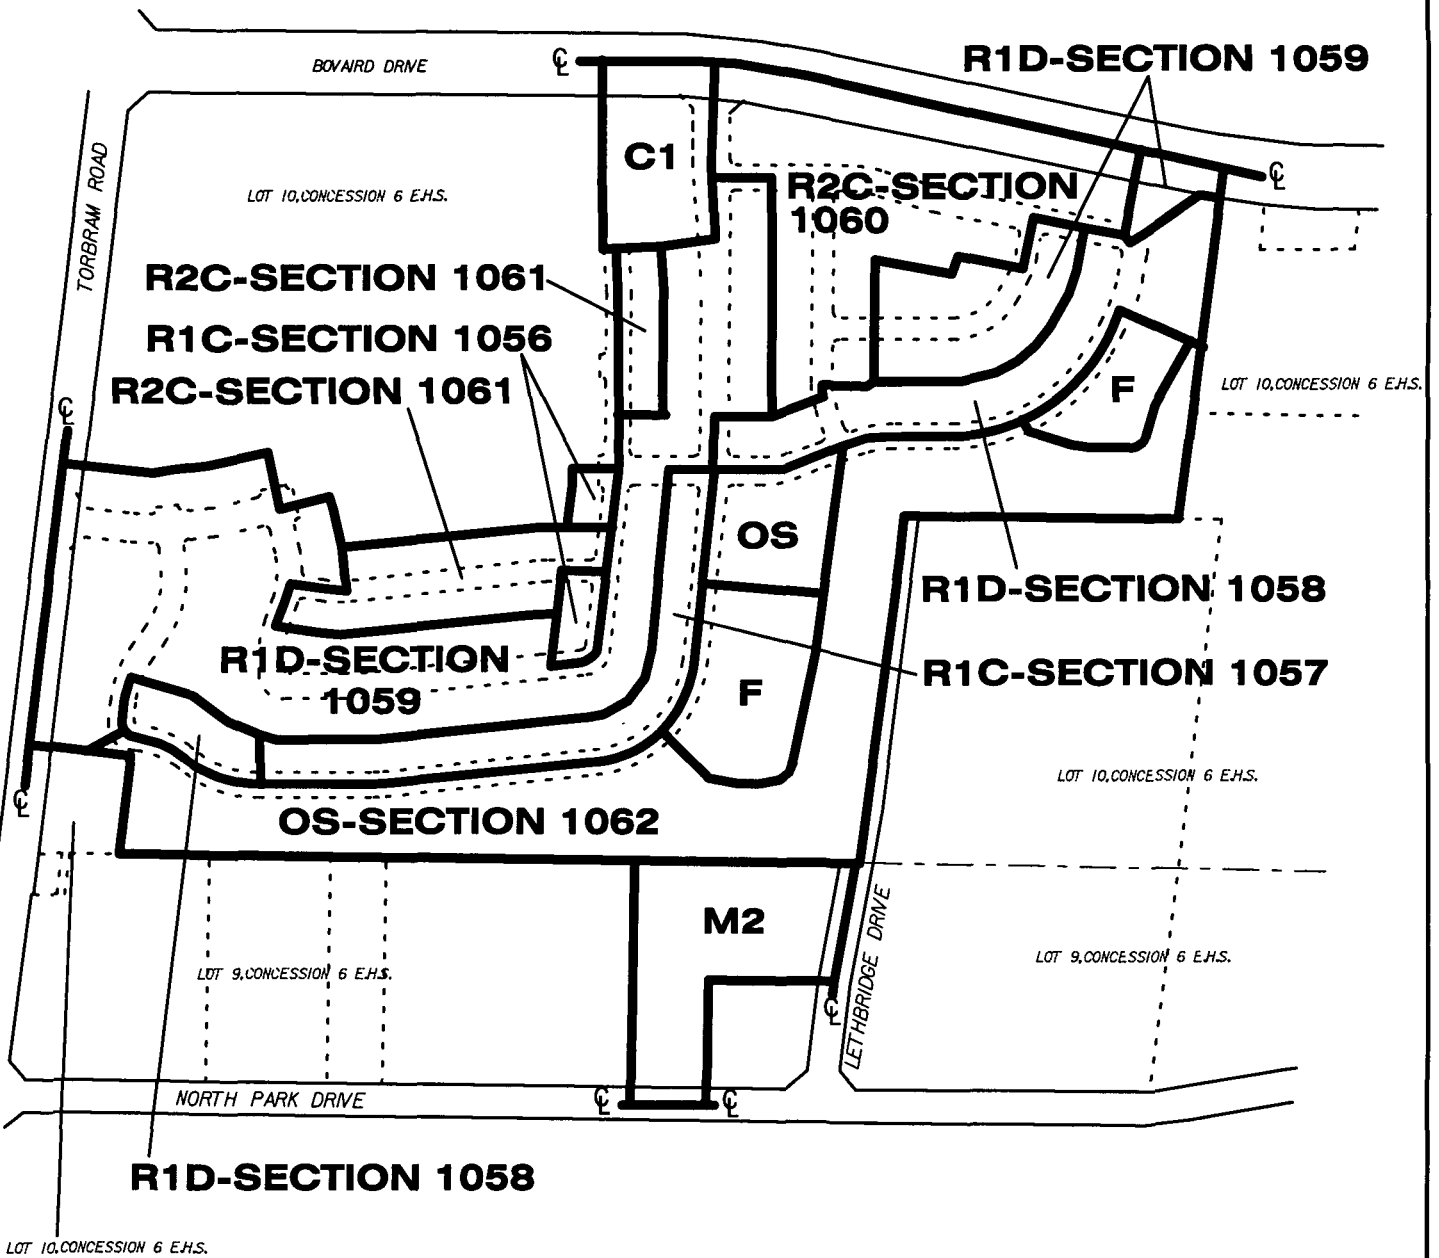 R1D-SECTION 1059
BOVAIRD DRIVE
℄
C1
TORBRAM ROAD
℄
R2C-SECTION
1060
LOT 10,CONCESSION 6 E.H.S.
R2C-SECTION 1061
R1C-SECTION 1056
R2C-SECTION 1061
F
LOT 10,CONCESSION 6 E.H.S.
℄
OS
R1D-SECTION 1058
R1D-SECTION
1059
R1C-SECTION 1057
F
LOT 10,CONCESSION 6 E.H.S.
℄
OS-SECTION 1062
M2
LETHBRIDGE DRIVE
LOT 9,CONCESSION 6 E.H.S.
LOT 9,CONCESSION 6 E.H.S.
℄
NORTH PARK DRIVE
℄
℄
R1D-SECTION 1058
LOT 10,CONCESSION 6 E.H.S.